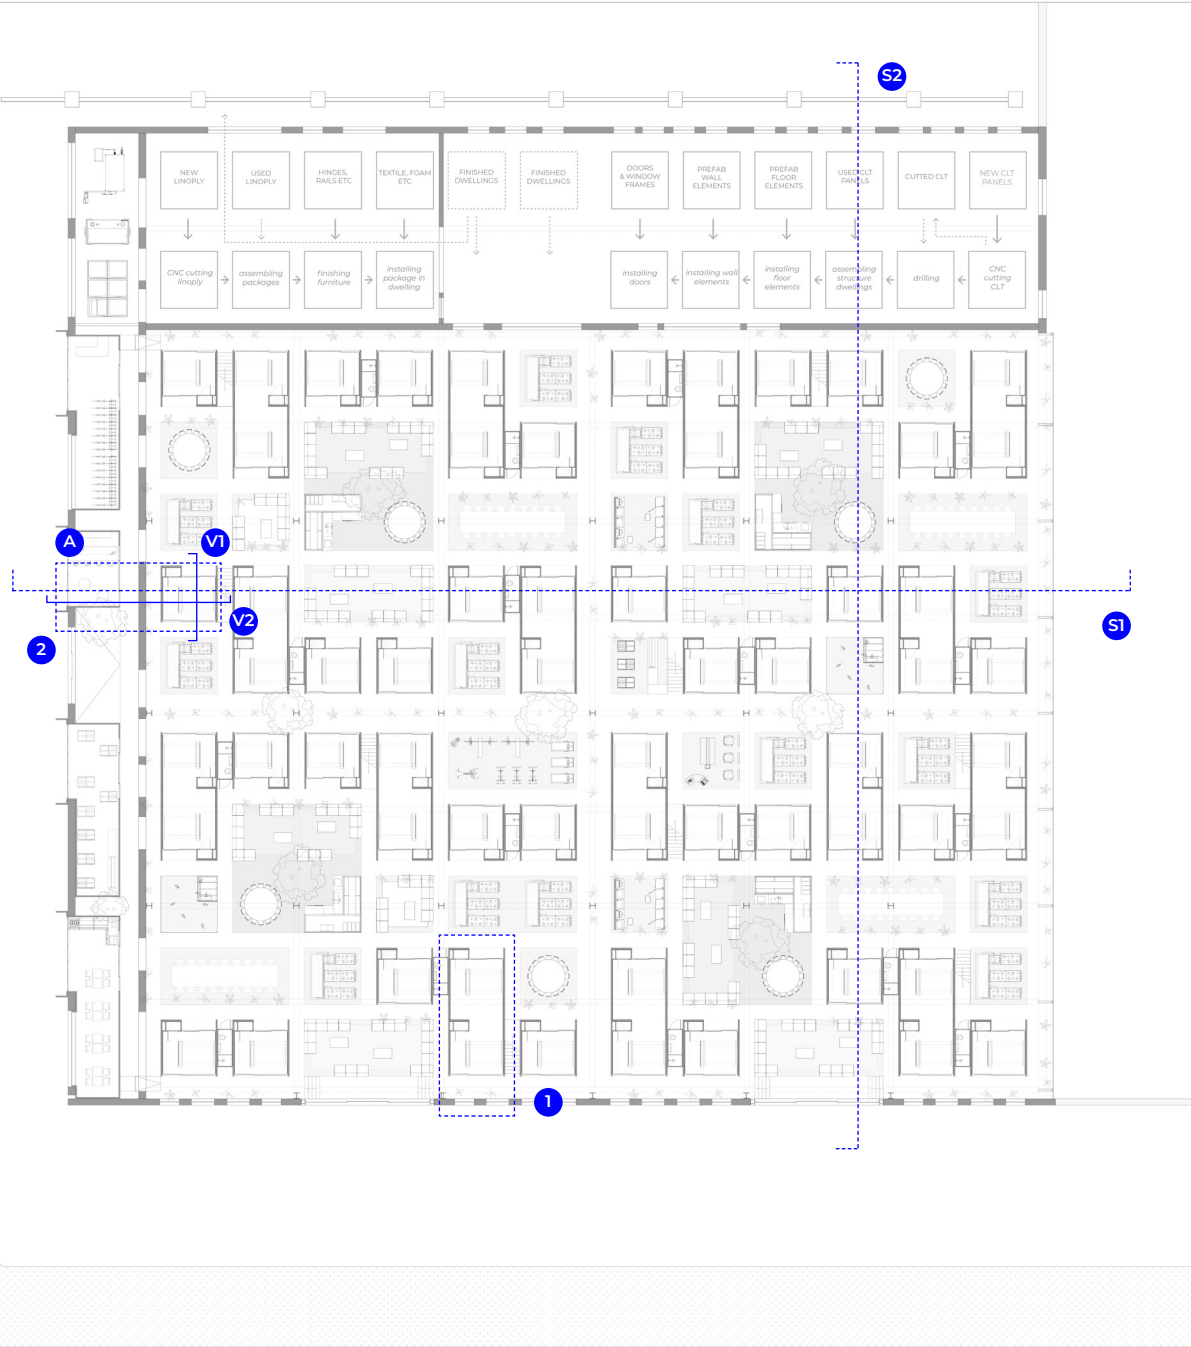 S2
NEW
LINOPLY
USED
LINOPLY
HINGES,
RAILS ETC
TEXTILE, FOAM
ETC
FINISHED
DWELLINGS
FINISHED
DWELLINGS
DOORS
& WINDOW
FRAMES
PREFAB
WALL
ELEMENTS
PREFAB
FLOOR
ELEMENTS
USED CLT
PANELS
CUTTED CLT
NEW CLT
PANELS
CNC cutting
linoply
assembling
packages
finishing
furniture
installing
package in
dwelling
installing
doors
installing wall
elements
installing
floor
elements
assembling
structure
dwellings
drilling
CNC
cutting
CLT
A
V1
V2
2
S1
1